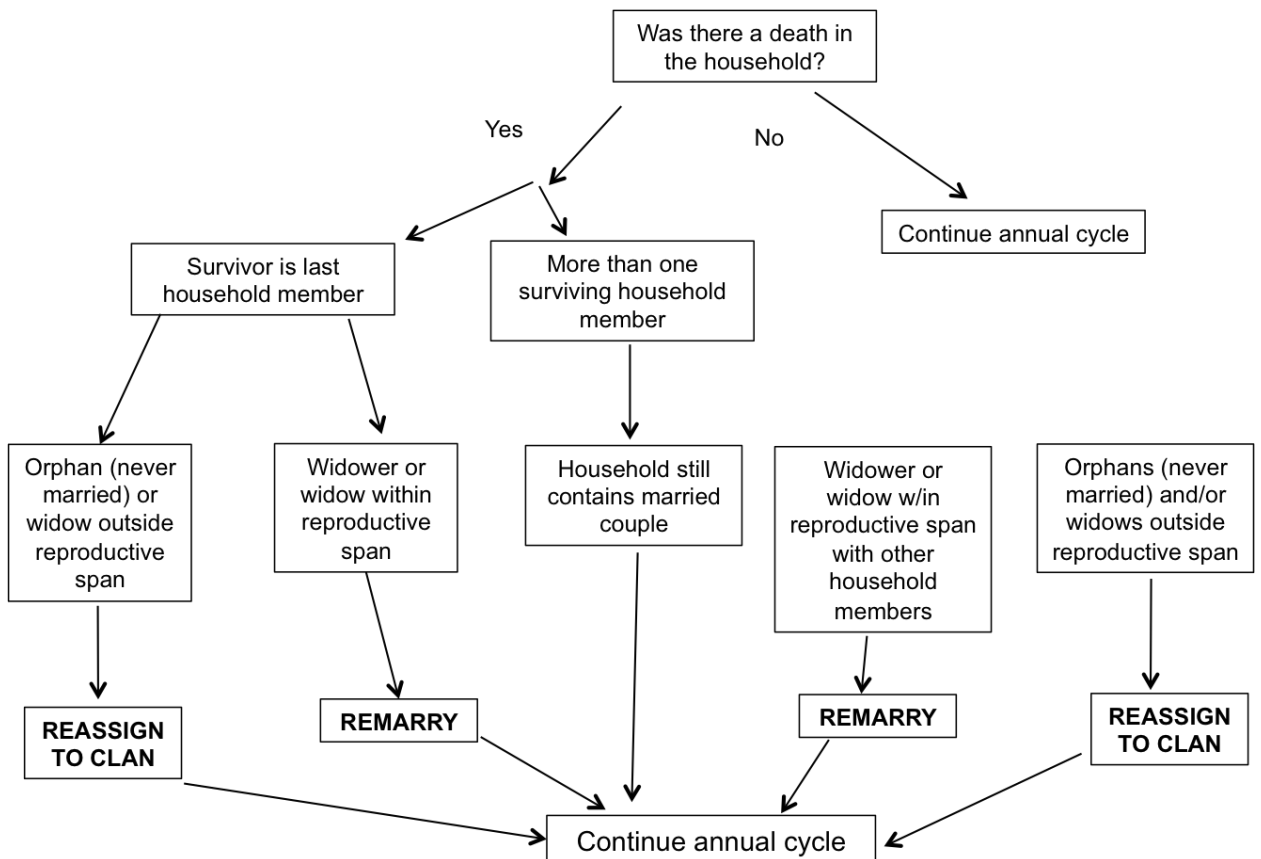 Was there a death in
the household?
Yes
No
Continue annual cycle
Survivor is last
household member
More than one
surviving household
member
Orphan (never
married) or
widow outside
reproductive
span
Widower or
widow within
reproductive
span
Household still
contains married
couple
Widower or
widow w/in
reproductive span
with other
household
members
Orphans (never
married) and/or
widows outside
reproductive span
REASSIGN
TO CLAN
REMARRY
REMARRY
REASSIGN
TO CLAN
Continue annual cycle